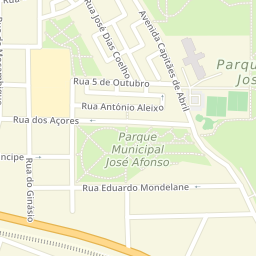 Rua José Dias Coelho
Avenida Capitães de Abril
Parque
José
Rua 5 de Outubro
Rua António Aleixo
Rua dos Açores
Parque
Municipal
José Afonso
ncipe
Rua Eduardo Mondelane
Rua do Ginásio